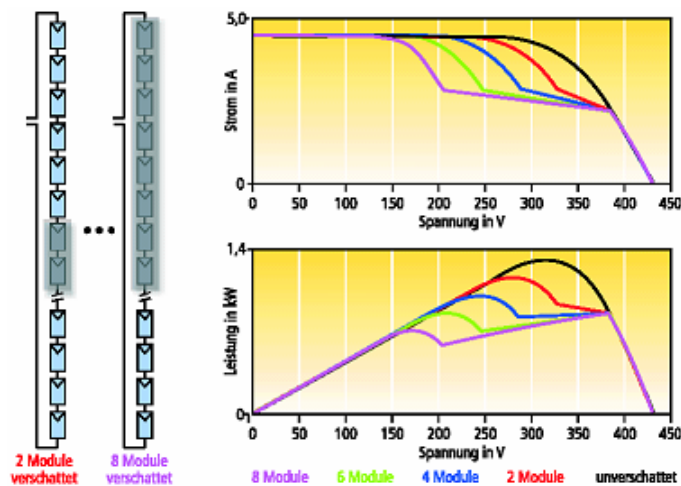 5,0
Strom in A
0
0 50 100 150 200 250 300 350 400 450
Spannung in V
1,4
Leistung in kW
0
0 50 100 150 200 250 300 350 400 450
Spannung in V
2 Module
verschattet
8 Module
verschattet
8 Module 6 Module 4 Module 2 Module unverschattet